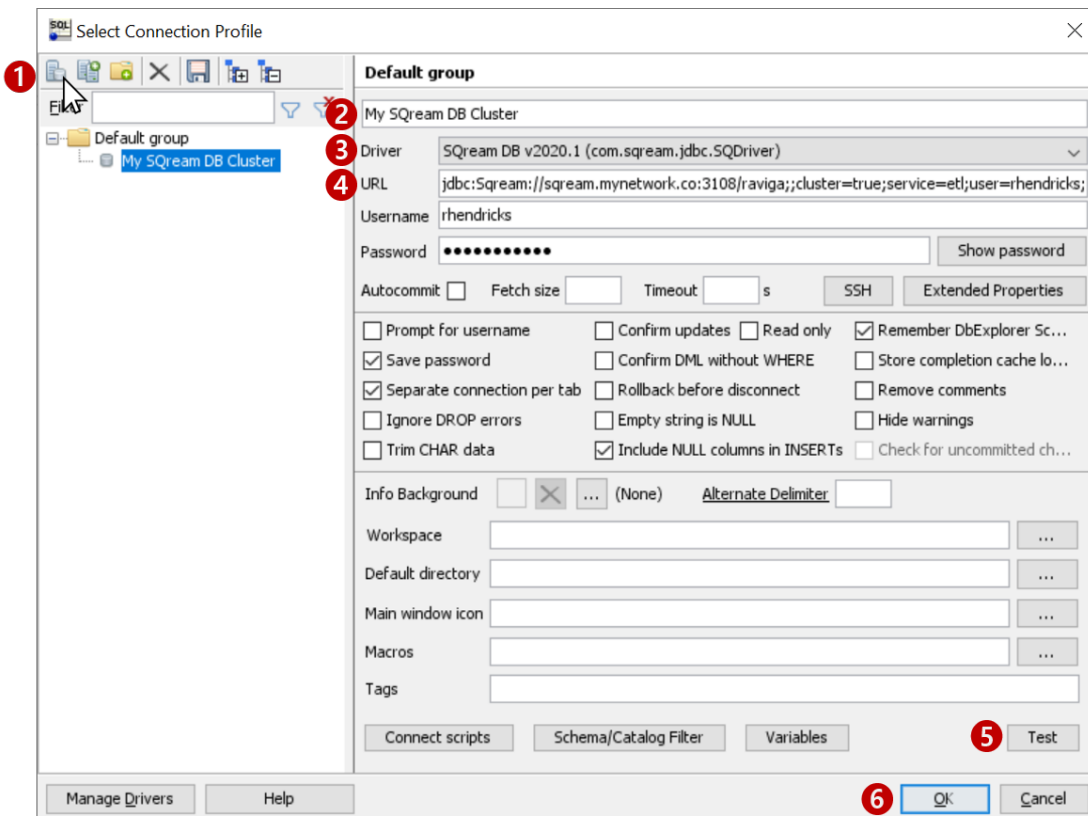 SQL Select Connection Profile
1
Default group
Filter
2 My SQream DB Cluster
Default group
My SQream DB Cluster
3 Driver SQream DB v2020.1 (com.sqream.jdbc.SQDriver)
4 URL jdbc:Sqream://sqream.mynetwork.co:3108/raviga;;cluster=true;service=etl;user=rhendricks;
Username rhendricks
Password ●●●●●●●●●●● Show password
Autocommit Fetch size Timeout s SSH Extended Properties
Prompt for username Confirm updates Read only Remember DbExplorer Sc...
Save password Confirm DML without WHERE Store completion cache lo...
Separate connection per tab Rollback before disconnect Remove comments
Ignore DROP errors Empty string is NULL Hide warnings
Trim CHAR data Include NULL columns in INSERTs Check for uncommitted ch...
Info Background ... (None) Alternate Delimiter
Workspace ...
Default directory ...
Main window icon ...
Macros ...
Tags
Connect scripts Schema/Catalog Filter Variables 5 Test
Manage Drivers Help 6 OK Cancel